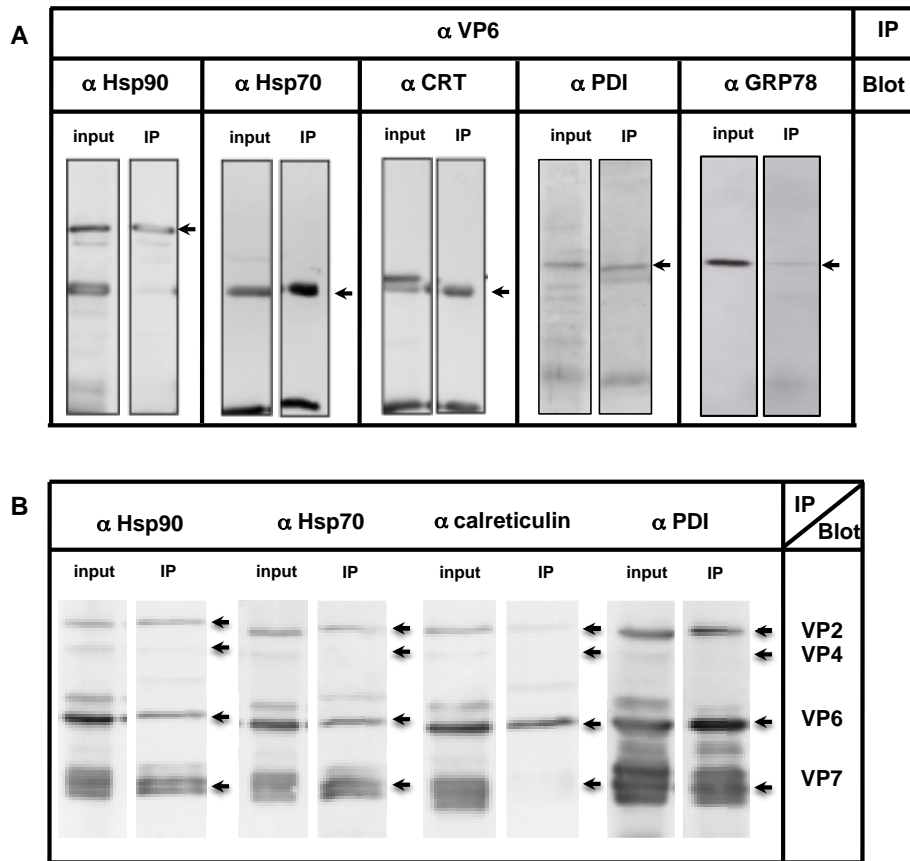 A
α VP6 IP
α Hsp90 α Hsp70 α CRT α PDI α GRP78 Blot
input IP input IP input IP input IP input IP
B
α Hsp90 α Hsp70 α calreticulin α PDI IP
Blot
input IP input IP input IP input IP
VP2
VP4
VP6
VP7